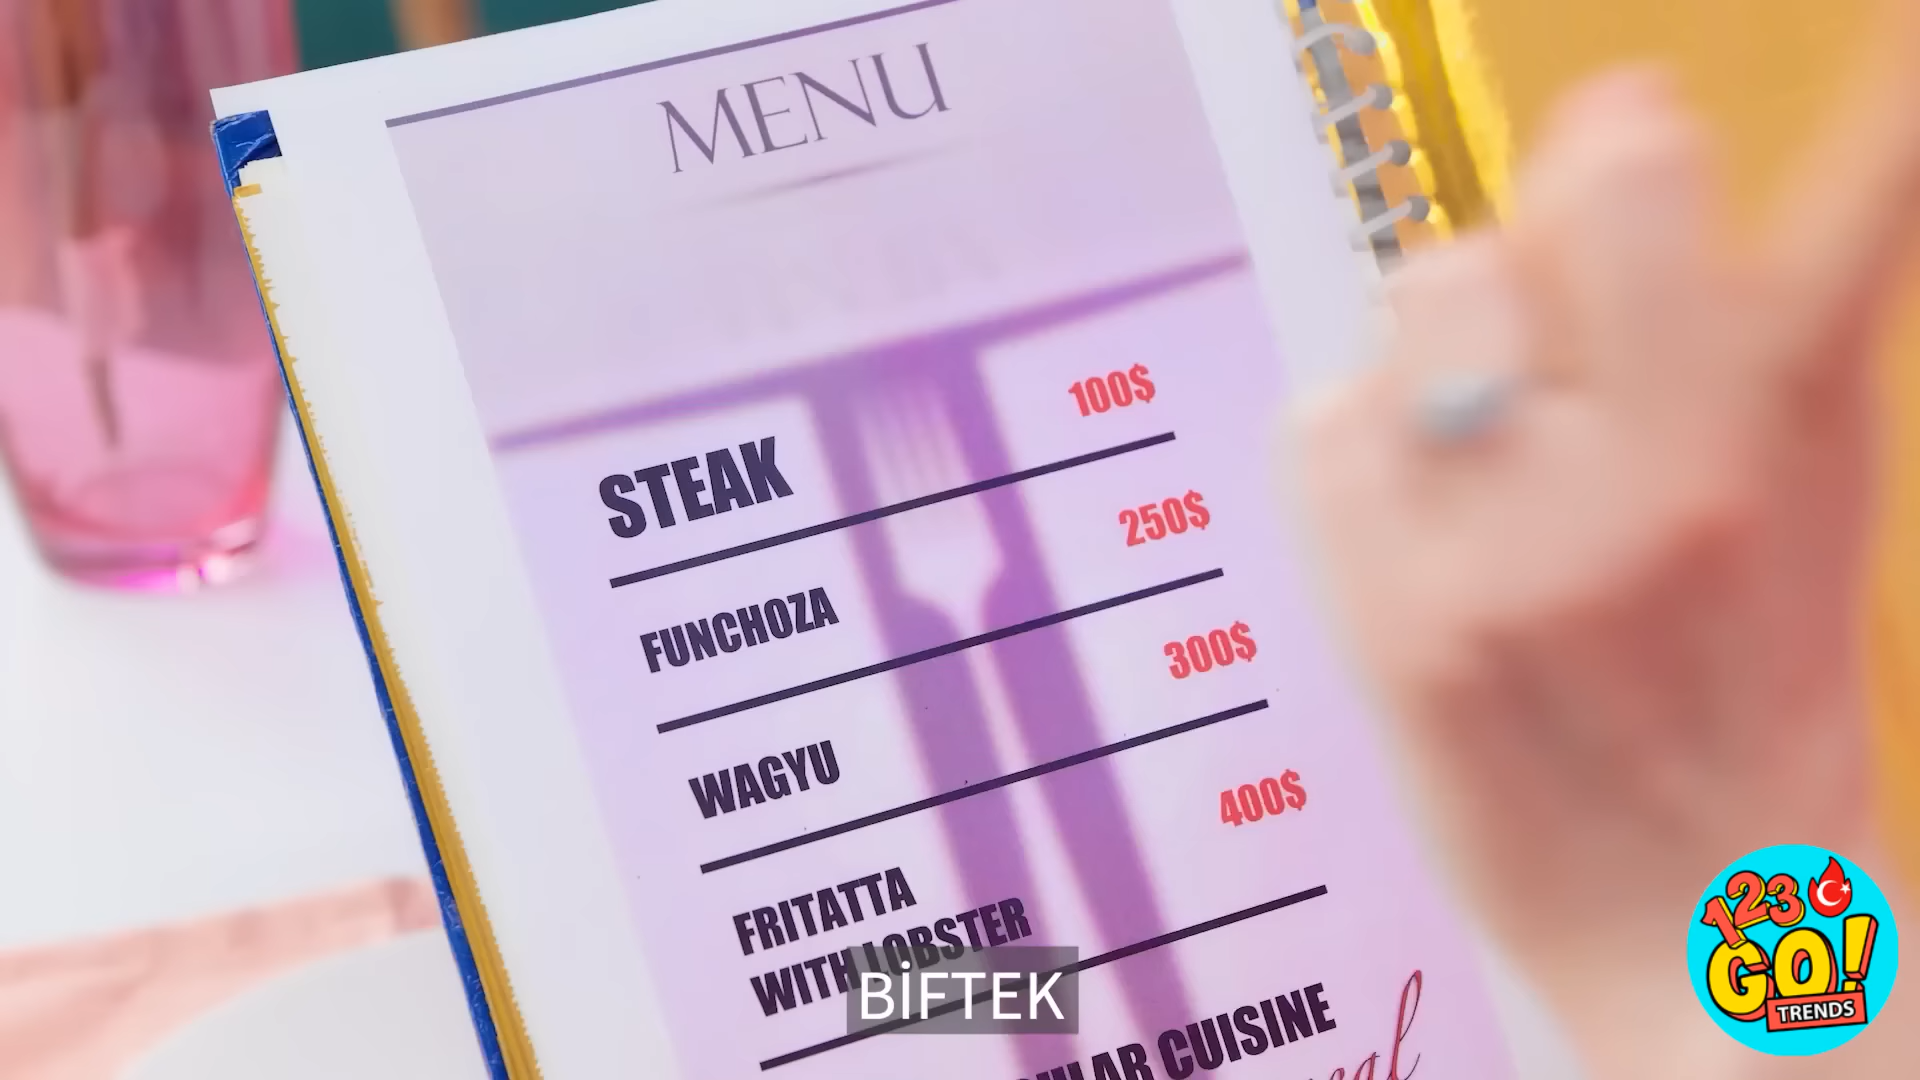 MENU
STEAK
100$
FUNCHOZA
250$
WAGYU
300$
FRITATTA
WITH LOBSTER
400$
CUISINE
BİFTEK
123
GO!
TRENDS